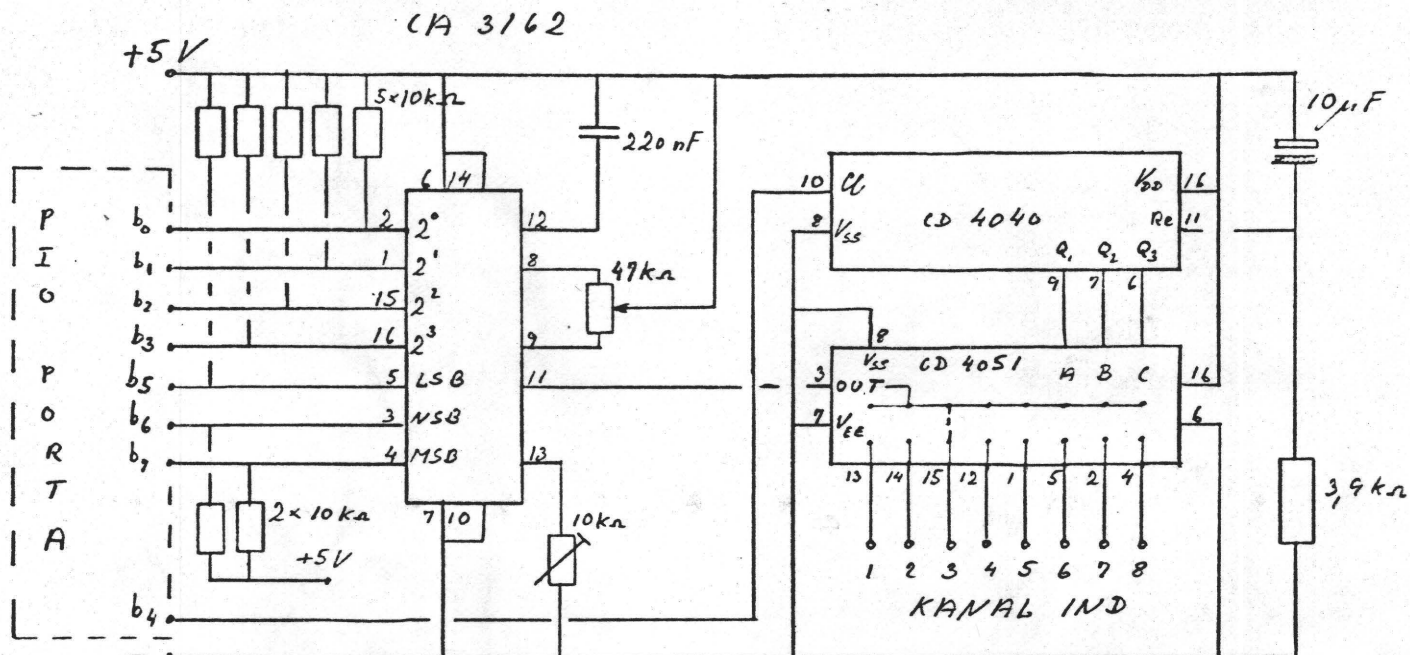 CA 3162
+5 V
5×10kΩ
220 nF
10μF
PIO PORT A
b0
b1
b2
b3
b5
b6
b7
b4
6 14
2 2⁰ 12
1 2¹ 8
15 2² 47kΩ
16 2³ 9
5 LSB 11
3 NSB
4 MSB 13
7 10
2×10kΩ
+5V
10kΩ
10 Cl VDD 16
8 VSS CD 4040 Re 11
Q1 Q2 Q3
9 7 6
8
VSS CD 4051 A B C 16
3 OUT
7 VEE 6
13 14 15 12 1 5 2 4
3,9kΩ
1 2 3 4 5 6 7 8
KANAL IND